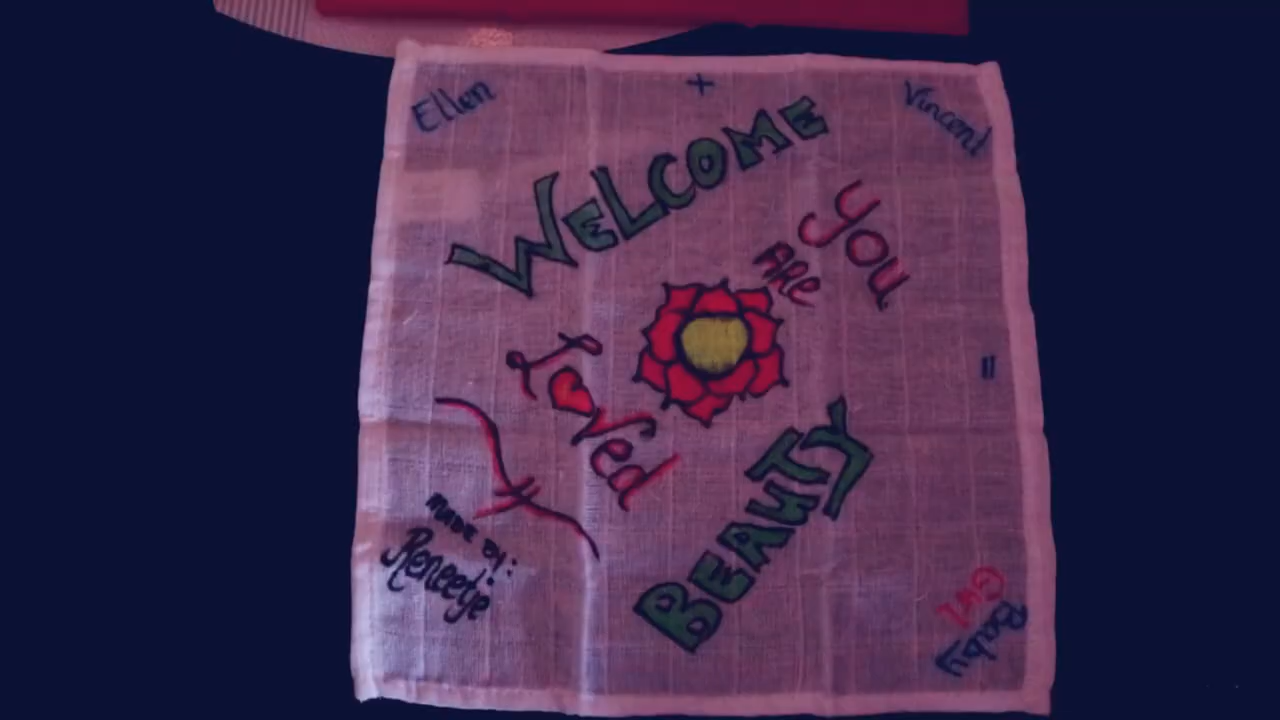 Ellen
+
Vincent
WELCOME
You
ARe
Loved
=
BEAUTY
MADE BY:
Reneetje
Baby
Girl